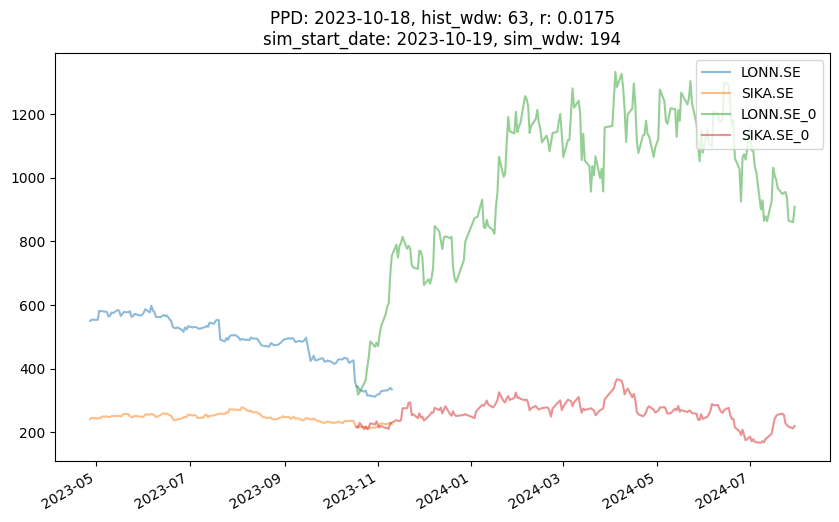 PPD: 2023-10-18, hist_wdw: 63, r: 0.0175
sim_start_date: 2023-10-19, sim_wdw: 194
LONN.SE
SIKA.SE
LONN.SE_0
SIKA.SE_0
1200
1000
800
600
400
200
2023-05
2023-07
2023-09
2023-11
2024-01
2024-03
2024-05
2024-07